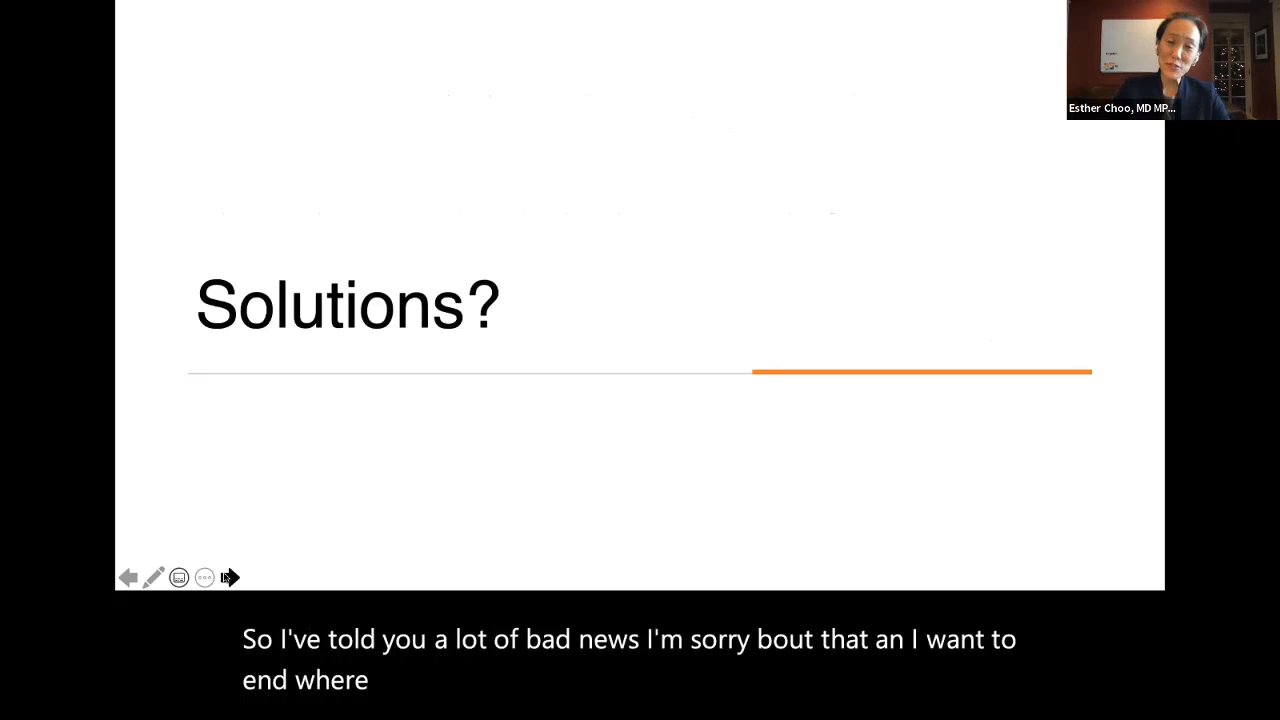 Esther Choo, MD MP...
Solutions?
So I've told you a lot of bad news I'm sorry bout that an I want to
end where